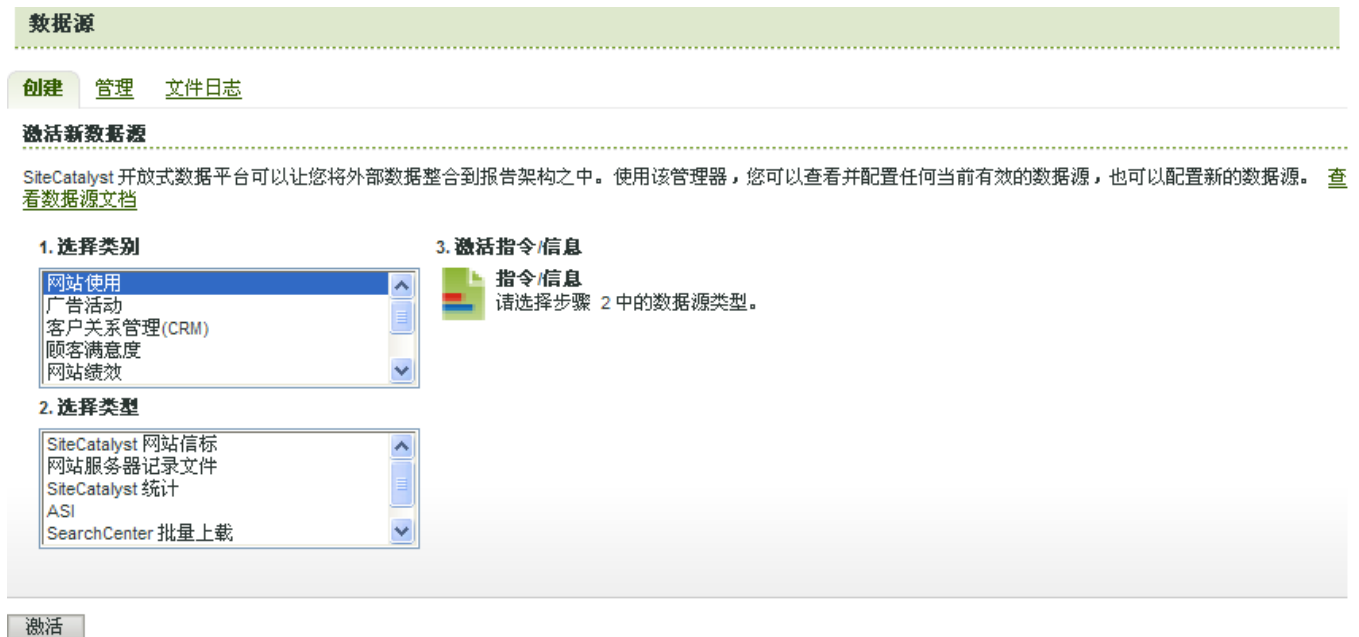 数据源
创建 管理 文件日志
激活新数据源
SiteCatalyst 开放式数据平台可以让您将外部数据整合到报告架构之中。使用该管理器，您可以查看并配置任何当前有效的数据源，也可以配置新的数据源。 查
看数据源文档
1. 选择类别
网站使用
广告活动
客户关系管理(CRM)
顾客满意度
网站绩效
2. 选择类型
SiteCatalyst 网站信标
网站服务器记录文件
SiteCatalyst 统计
ASI
SearchCenter 批量上载
3. 激活指令/信息
指令/信息
请选择步骤 2 中的数据源类型。
激活